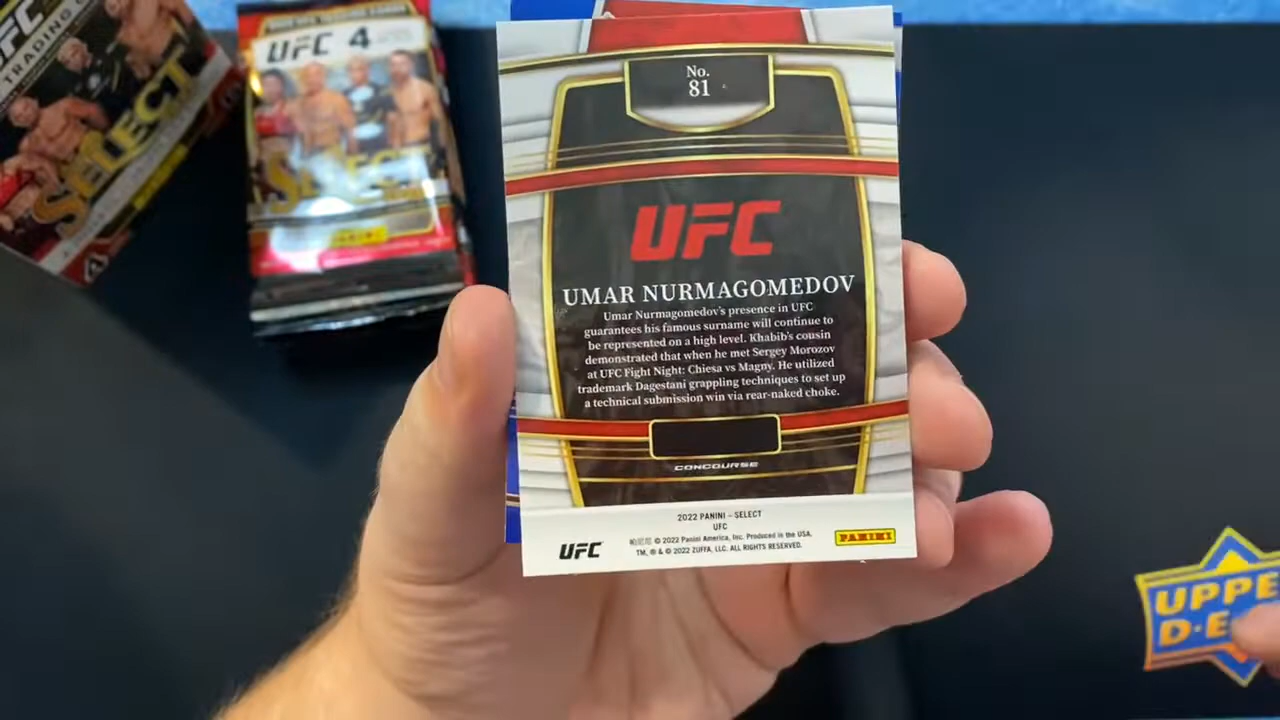 UFC
TRADING
SELECT
UFC 4
SELECT
PANINI
No.
81
UFC
UMAR NURMAGOMEDOV
Umar Nurmagomedov's presence in UFC
guarantees his famous surname will continue to
be represented on a high level. Khabib's cousin
demonstrated that when he met Sergey Morozov
at UFC Fight Night: Chiesa vs Magny. He utilized
trademark Dagestani grappling techniques to set up
a technical submission win via rear-naked choke.
CONCOURSE
2022 PANINI – SELECT
UFC
© 2022 Panini America, Inc. Produced in the USA.
TM, ® & © 2022 ZUFFA, LLC. ALL RIGHTS RESERVED.
UFC
PANINI
UPPE
D·E